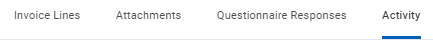 Invoice Lines Attachments Questionnaire Responses Activity